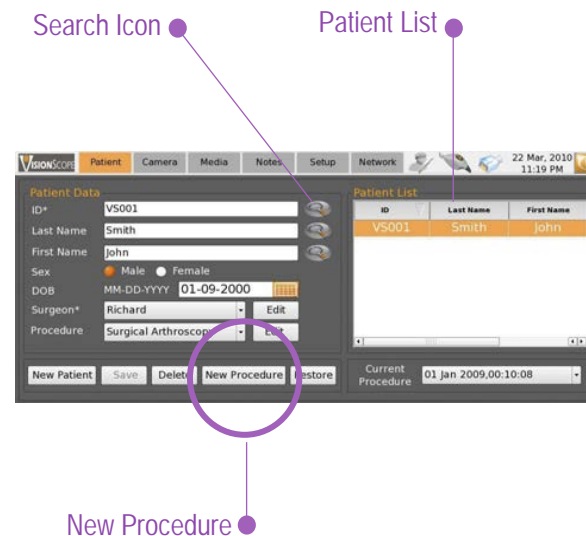 Search Icon
Patient List
VISIONSCOPE Patient Camera Media Notes Setup Network 22 Mar, 2010
11:19 PM
Patient Data
Patient List
ID* VS001
ID Last Name First Name
Last Name Smith
VS001 Smith John
First Name John
Sex Male Female
DOB MM-DD-YYYY 01-09-2000
Surgeon* Richard Edit
Procedure Surgical Arthroscopy Edit
New Patient Save Delete New Procedure Restore
Current Procedure 01 Jan 2009,00:10:08
New Procedure